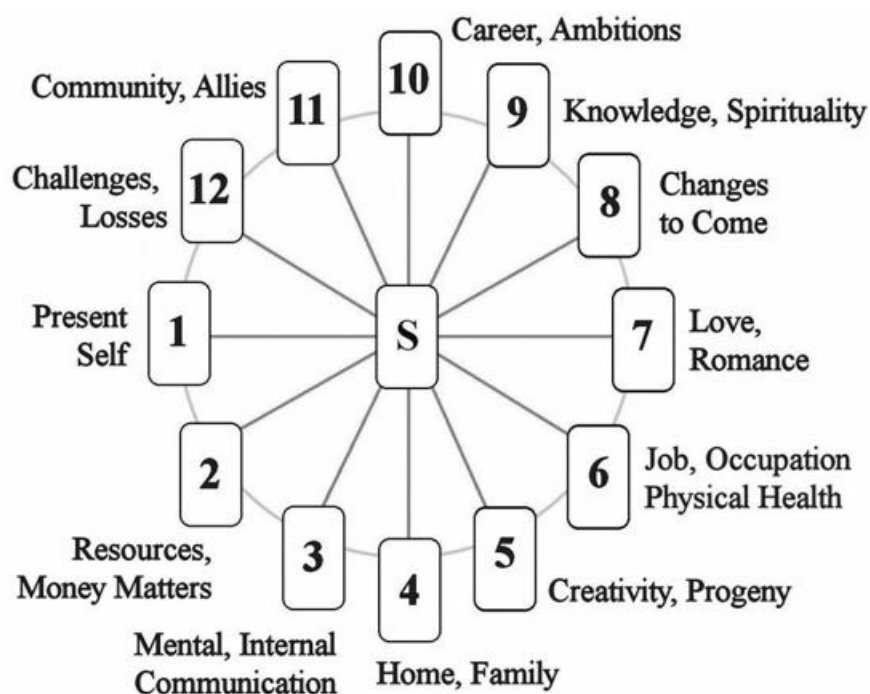 10
Career, Ambitions
11
Community, Allies
9
Knowledge, Spirituality
12
Challenges,
Losses
8
Changes
to Come
1
Present
Self
S
7
Love,
Romance
2
Resources,
Money Matters
6
Job, Occupation
Physical Health
3
Mental, Internal
Communication
4
Home, Family
5
Creativity, Progeny